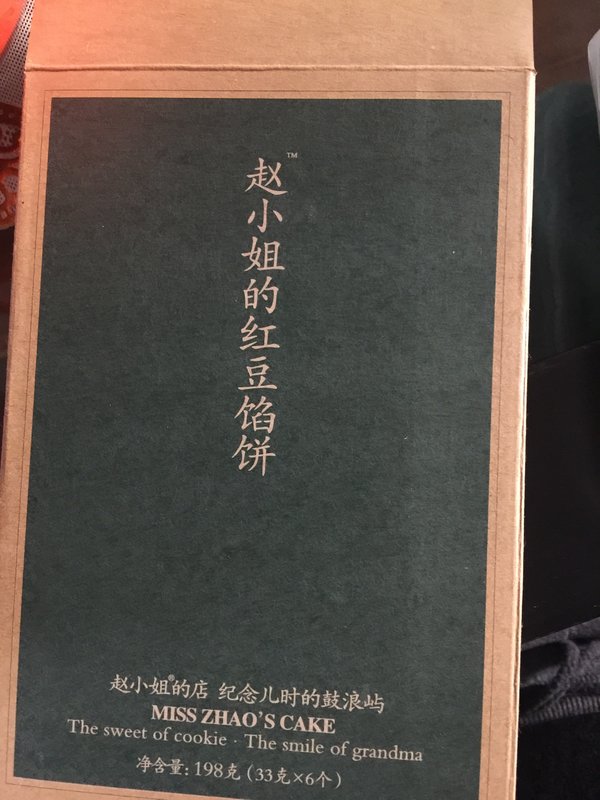 赵小姐的红豆馅饼™
赵小姐®的店 纪念儿时的鼓浪屿
MISS ZHAO'S CAKE
The sweet of cookie · The smile of grandma
净含量: 198克 (33克×6个)